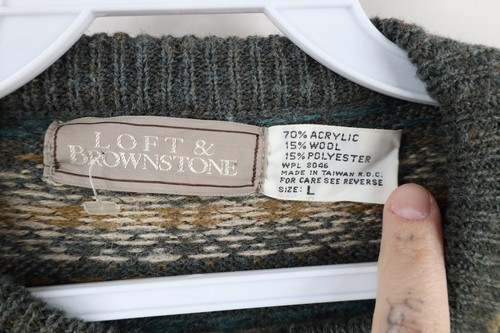 LOFT &
BROWNSTONE
70% ACRYLIC
15% WOOL
15% POLYESTER
WPL 8046
MADE IN TAIWAN R.O.C.
FOR CARE SEE REVERSE
SIZE: L